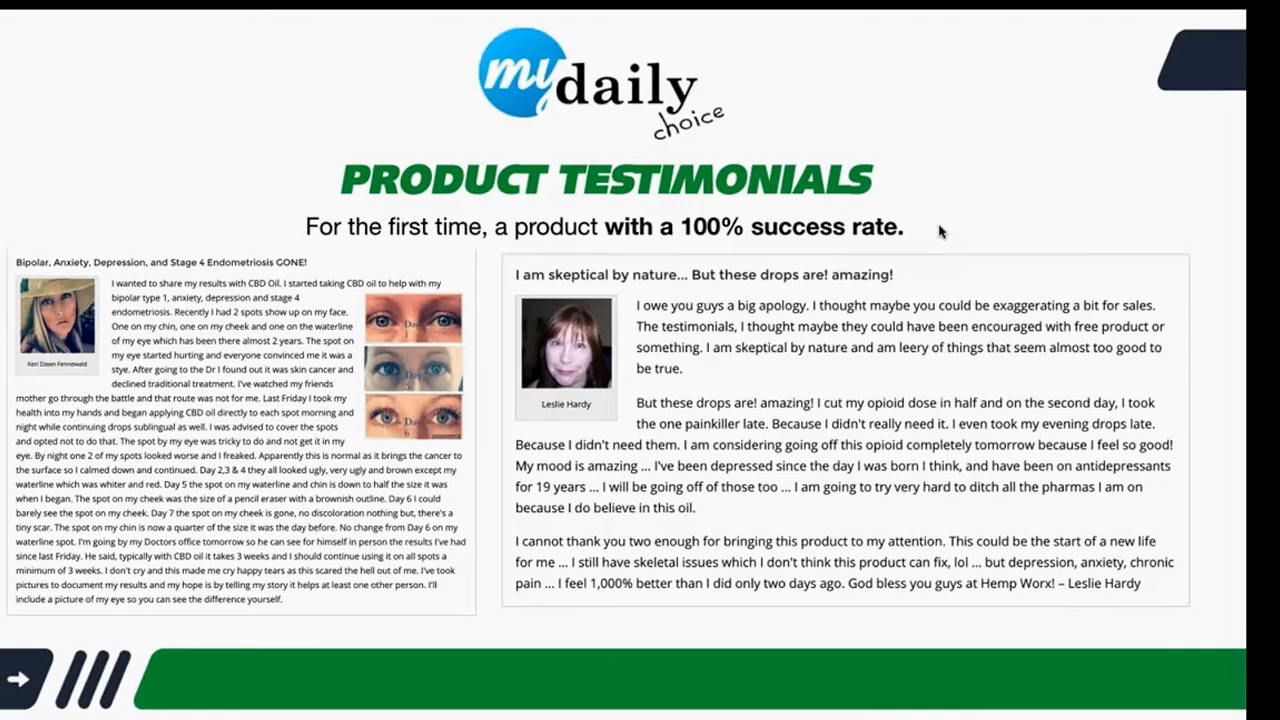 my daily
choice
PRODUCT TESTIMONIALS
For the first time, a product with a 100% success rate.
Bipolar, Anxiety, Depression, and Stage 4 Endometriosis GONE!
I wanted to share my results with CBD Oil. I started taking CBD oil to help with my
bipolar type 1, anxiety, depression and stage 4
endometriosis. Recently I had 2 spots show up on my face.
One on my chin, one on my cheek and one on the waterline
of my eye which has been there almost 2 years. The spot on
my eye started hurting and everyone convinced me it was a
stye. After going to the Dr I found out it was skin cancer and
declined traditional treatment. I've watched my friends
Keri Dawn Fennewald
Day
1
Day
Day
6
mother go through the battle and that route was not for me. Last Friday I took my
health into my hands and began applying CBD oil directly to each spot morning and
night while continuing drops sublingual as well. I was advised to cover the spots
and opted not to do that. The spot by my eye was tricky to do and not get it in my
eye. By night one 2 of my spots looked worse and I freaked. Apparently this is normal as it brings the cancer to
the surface so I calmed down and continued. Day 2,3 & 4 they all looked ugly, very ugly and brown except my
waterline which was whiter and red. Day 5 the spot on my waterline and chin is down to half the size it was
when I began. The spot on my cheek was the size of a pencil eraser with a brownish outline. Day 6 I could
barely see the spot on my cheek. Day 7 the spot on my cheek is gone, no discoloration nothing but, there's a
tiny scar. The spot on my chin is now a quarter of the size it was the day before. No change from Day 6 on my
waterline spot. I'm going by my Doctors office tomorrow so he can see for himself in person the results I've had
since last Friday. He said, typically with CBD oil it takes 3 weeks and I should continue using it on all spots a
minimum of 3 weeks. I don't cry and this made me cry happy tears as this scared the hell out of me. I've took
pictures to document my results and my hope is by telling my story it helps at least one other person. I'll
include a picture of my eye so you can see the difference yourself.
I am skeptical by nature... But these drops are! amazing!
I owe you guys a big apology. I thought maybe you could be exaggerating a bit for sales.
The testimonials, I thought maybe they could have been encouraged with free product or
something. I am skeptical by nature and am leery of things that seem almost too good to
be true.
Leslie Hardy
But these drops are! amazing! I cut my opioid dose in half and on the second day, I took
the one painkiller late. Because I didn't really need it. I even took my evening drops late.
Because I didn't need them. I am considering going off this opioid completely tomorrow because I feel so good!
My mood is amazing ... I've been depressed since the day I was born I think, and have been on antidepressants
for 19 years ... I will be going off of those too ... I am going to try very hard to ditch all the pharmas I am on
because I do believe in this oil.
I cannot thank you two enough for bringing this product to my attention. This could be the start of a new life
for me ... I still have skeletal issues which I don't think this product can fix, lol ... but depression, anxiety, chronic
pain ... I feel 1,000% better than I did only two days ago. God bless you guys at Hemp Worx! – Leslie Hardy